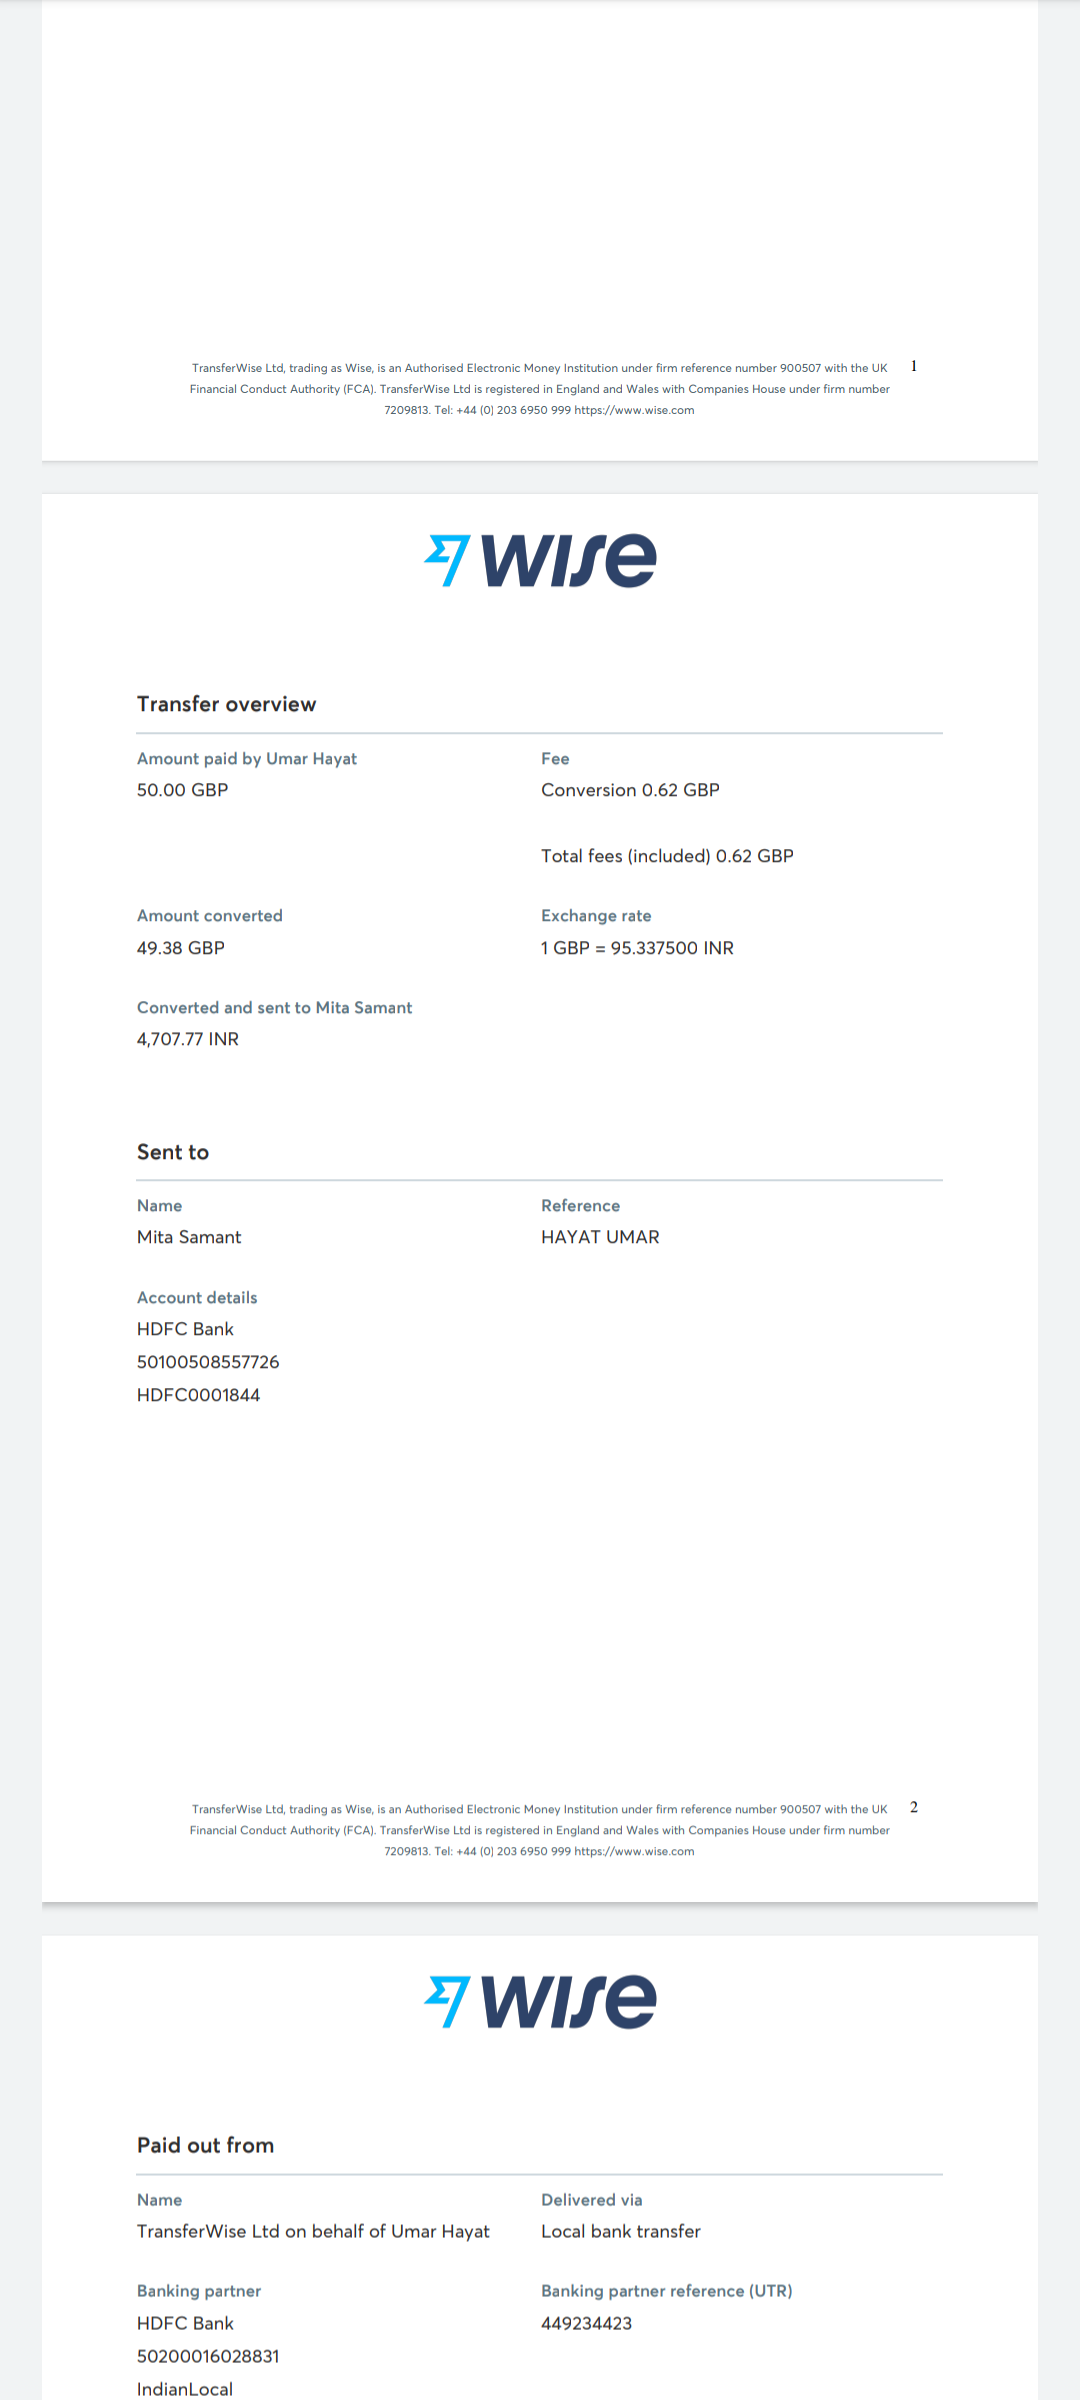 TransferWise Ltd, trading as Wise, is an Authorised Electronic Money Institution under firm reference number 900507 with the UK 1
Financial Conduct Authority (FCA). TransferWise Ltd is registered in England and Wales with Companies House under firm number
7209813. Tel: +44 (0) 203 6950 999 https://www.wise.com
WISE
Transfer overview
Amount paid by Umar Hayat
50.00 GBP
Fee
Conversion 0.62 GBP
Total fees (included) 0.62 GBP
Amount converted
49.38 GBP
Exchange rate
1 GBP = 95.337500 INR
Converted and sent to Mita Samant
4,707.77 INR
Sent to
Name
Mita Samant
Reference
HAYAT UMAR
Account details
HDFC Bank
50100508557726
HDFC0001844
TransferWise Ltd, trading as Wise, is an Authorised Electronic Money Institution under firm reference number 900507 with the UK 2
Financial Conduct Authority (FCA). TransferWise Ltd is registered in England and Wales with Companies House under firm number
7209813. Tel: +44 (0) 203 6950 999 https://www.wise.com
WISE
Paid out from
Name
TransferWise Ltd on behalf of Umar Hayat
Delivered via
Local bank transfer
Banking partner
HDFC Bank
50200016028831
IndianLocal
Banking partner reference (UTR)
449234423